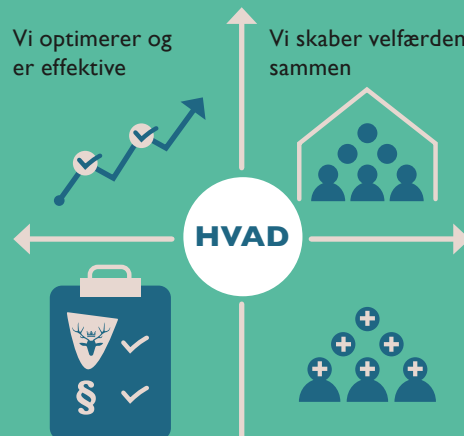 Vi optimerer og
er effektive
Vi skaber velfærden
sammen
HVAD
§